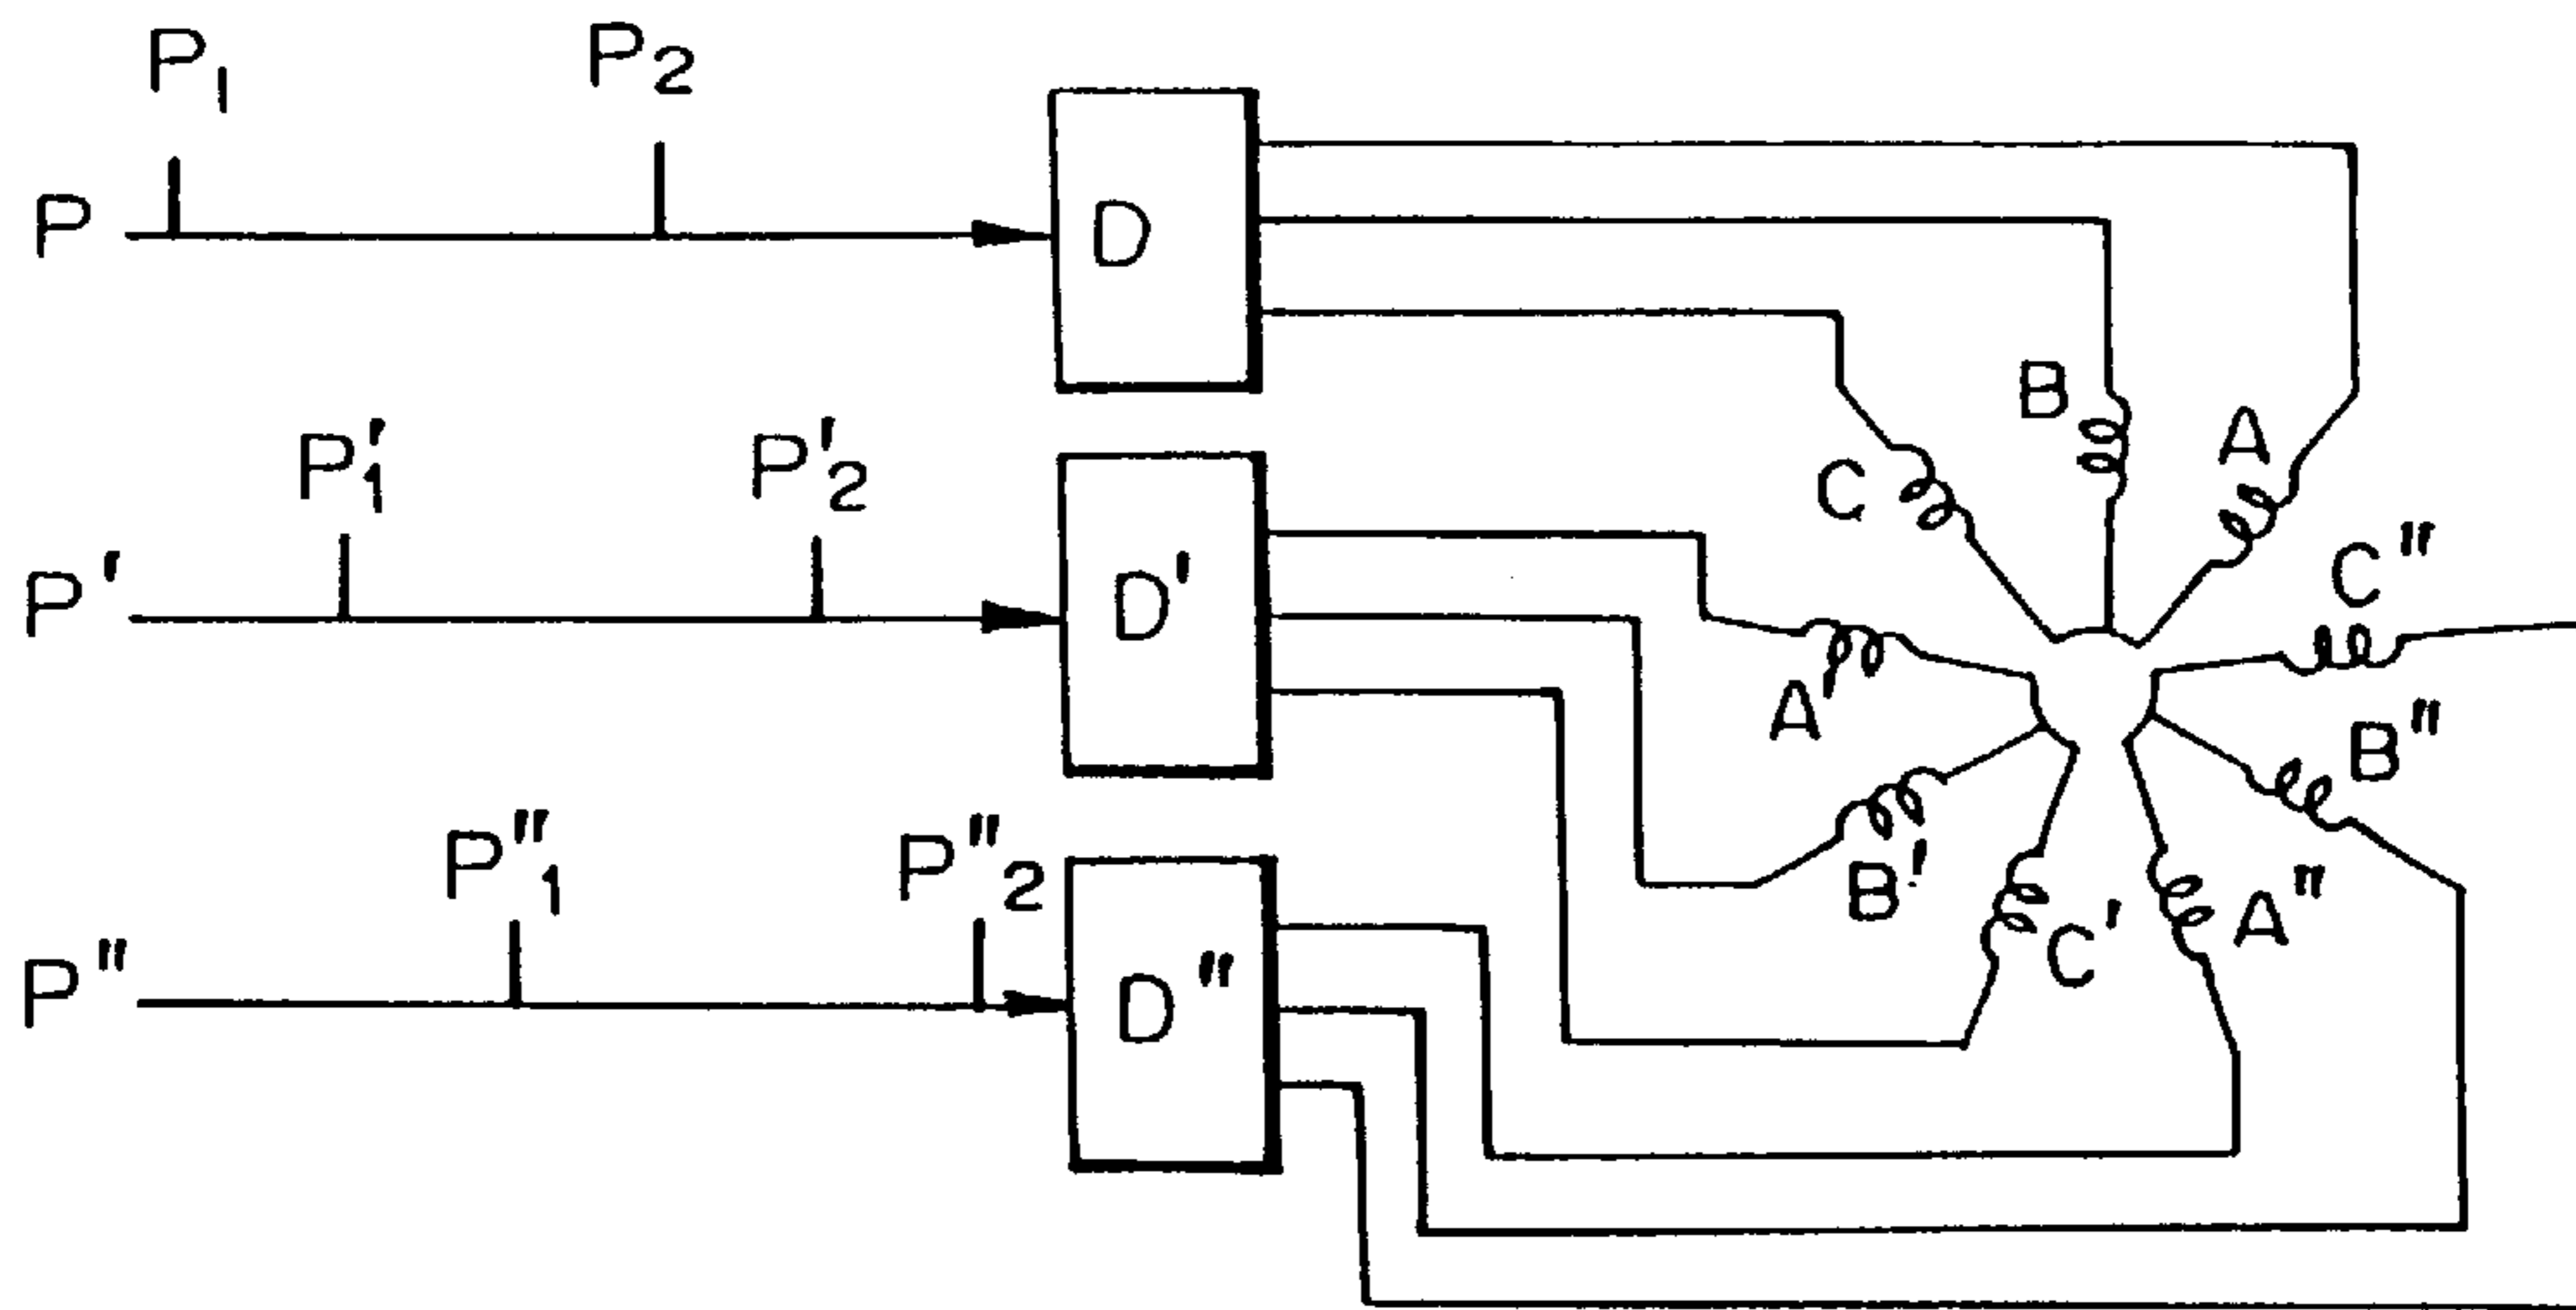 P₁ P₂
P D
B A
C
P'₁ P'₂
C"
P' D'
A'
B"
P"₁ P"₂
B' A"
C'
P" D"